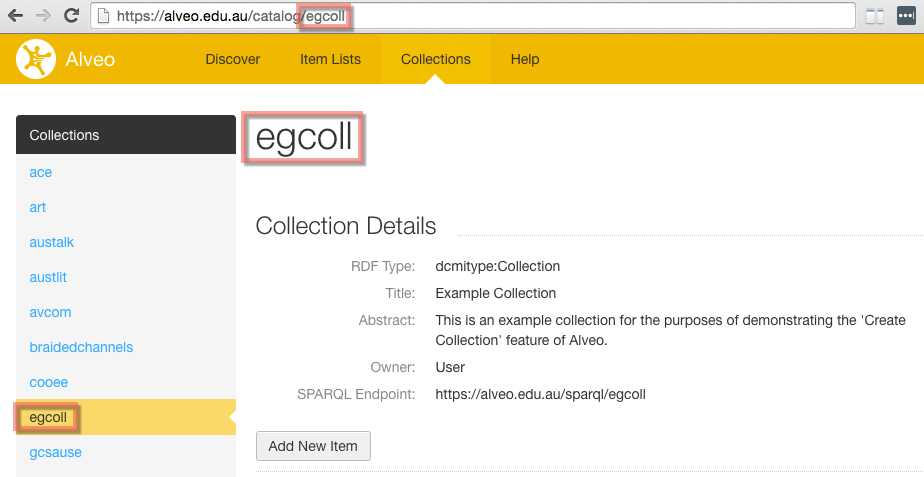 https://alveo.edu.au/catalog/egcoll
Alveo Discover Item Lists Collections Help
Collections
ace
art
austalk
austlit
avcom
braidedchannels
cooee
egcoll
gcsause
egcoll
Collection Details
RDF Type: dcmitype:Collection
Title: Example Collection
Abstract: This is an example collection for the purposes of demonstrating the 'Create
Collection' feature of Alveo.
Owner: User
SPARQL Endpoint: https://alveo.edu.au/sparql/egcoll
Add New Item